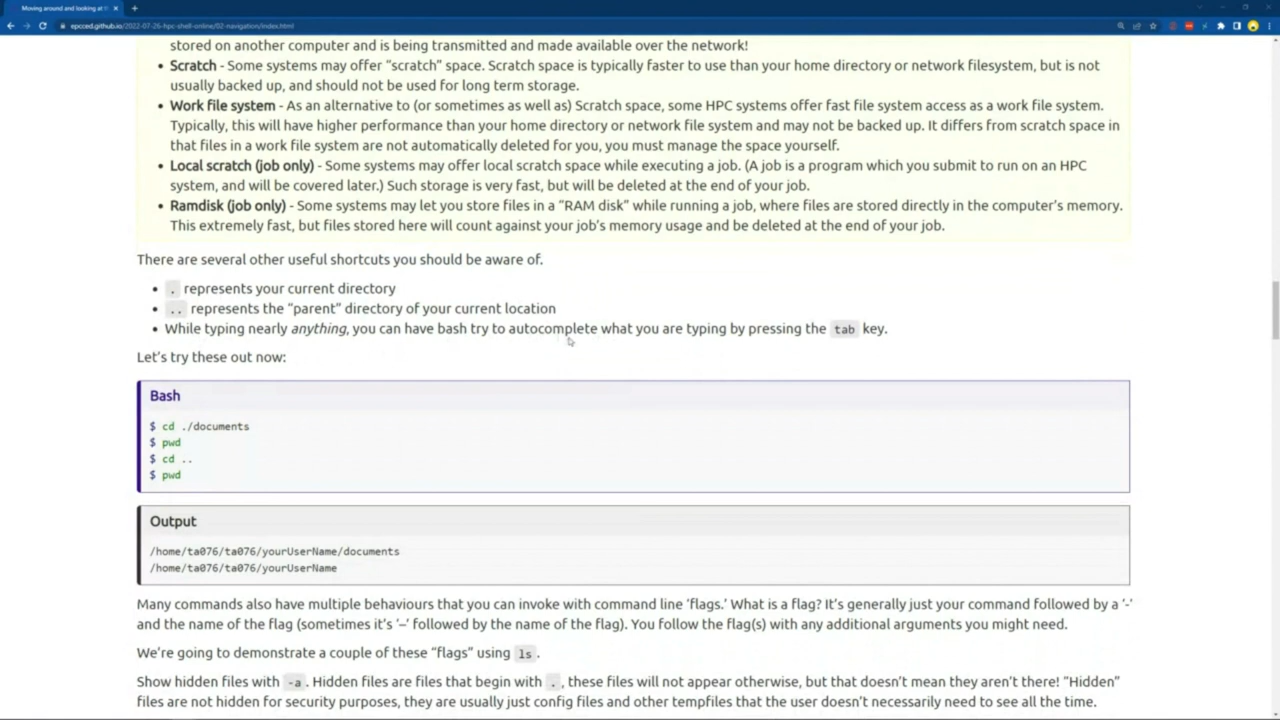 Moving around and looking at t
epcced.github.io/2022-07-26-hpc-shell-online/02-navigation/index.html
stored on another computer and is being transmitted and made available over the network!
• Scratch - Some systems may offer “scratch” space. Scratch space is typically faster to use than your home directory or network filesystem, but is not
usually backed up, and should not be used for long term storage.
• Work file system - As an alternative to (or sometimes as well as) Scratch space, some HPC systems offer fast file system access as a work file system.
Typically, this will have higher performance than your home directory or network file system and may not be backed up. It differs from scratch space in
that files in a work file system are not automatically deleted for you, you must manage the space yourself.
• Local scratch (job only) - Some systems may offer local scratch space while executing a job. (A job is a program which you submit to run on an HPC
system, and will be covered later.) Such storage is very fast, but will be deleted at the end of your job.
• Ramdisk (job only) - Some systems may let you store files in a “RAM disk” while running a job, where files are stored directly in the computer’s memory.
This extremely fast, but files stored here will count against your job’s memory usage and be deleted at the end of your job.
There are several other useful shortcuts you should be aware of.
• . represents your current directory
• .. represents the “parent” directory of your current location
• While typing nearly anything, you can have bash try to autocomplete what you are typing by pressing the tab key.
Let’s try these out now:
Bash
$ cd ./documents
$ pwd
$ cd ..
$ pwd
Output
/home/ta076/ta076/yourUserName/documents
/home/ta076/ta076/yourUserName
Many commands also have multiple behaviours that you can invoke with command line ‘flags.’ What is a flag? It’s generally just your command followed by a ‘-’
and the name of the flag (sometimes it’s ‘–’ followed by the name of the flag). You follow the flag(s) with any additional arguments you might need.
We’re going to demonstrate a couple of these “flags” using ls.
Show hidden files with -a. Hidden files are files that begin with ., these files will not appear otherwise, but that doesn’t mean they aren’t there! “Hidden”
files are not hidden for security purposes, they are usually just config files and other tempfiles that the user doesn’t necessarily need to see all the time.